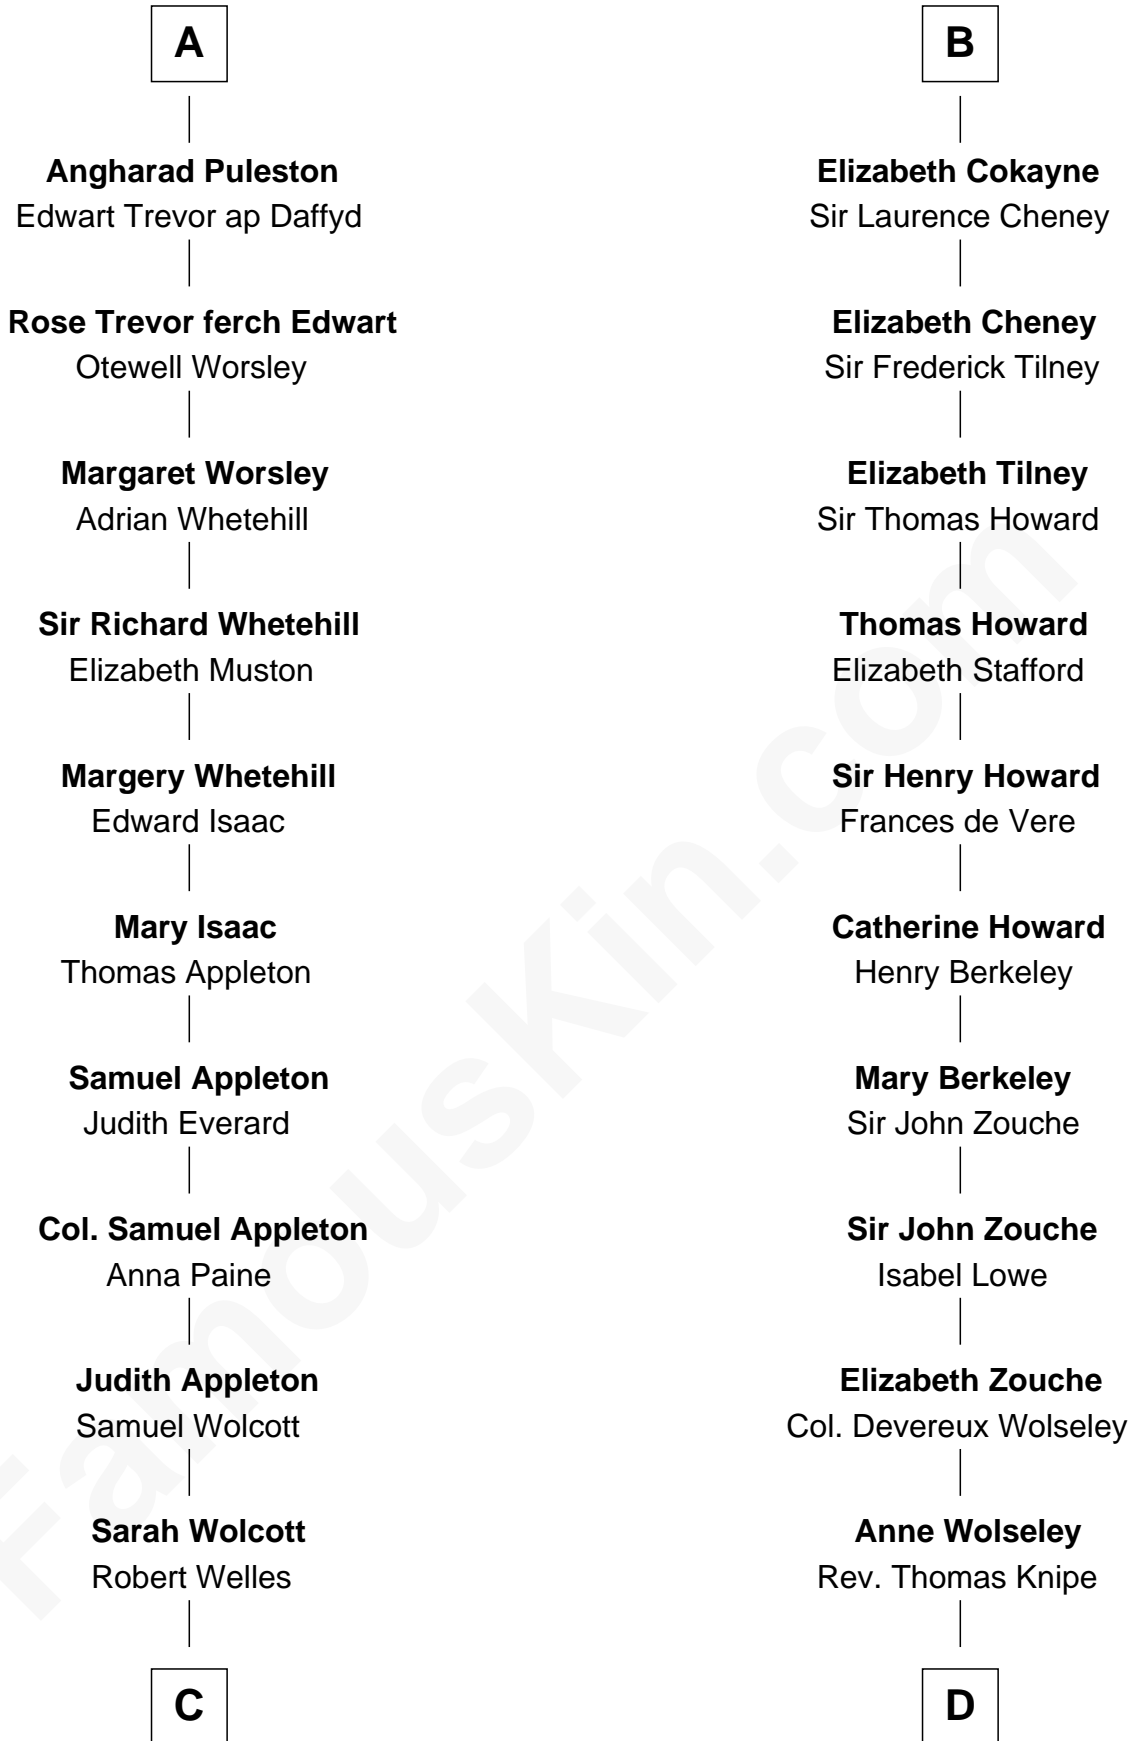 A
Angharad Puleston
Edwart Trevor ap Daffyd
Rose Trevor ferch Edwart
Otewell Worsley
Margaret Worsley
Adrian Whetehill
Sir Richard Whetehill
Elizabeth Muston
Margery Whetehill
Edward Isaac
Mary Isaac
Thomas Appleton
Samuel Appleton
Judith Everard
Col. Samuel Appleton
Anna Paine
Judith Appleton
Samuel Wolcott
Sarah Wolcott
Robert Welles
C
B
Elizabeth Cokayne
Sir Laurence Cheney
Elizabeth Cheney
Sir Frederick Tilney
Elizabeth Tilney
Sir Thomas Howard
Thomas Howard
Elizabeth Stafford
Sir Henry Howard
Frances de Vere
Catherine Howard
Henry Berkeley
Mary Berkeley
Sir John Zouche
Sir John Zouche
Isabel Lowe
Elizabeth Zouche
Col. Devereux Wolseley
Anne Wolseley
Rev. Thomas Knipe
D
FamousKin.com